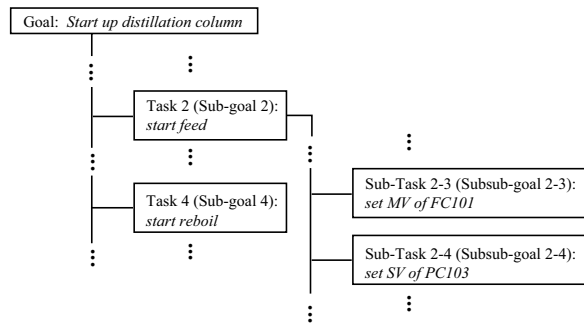 Goal: Start up distillation column
Task 2 (Sub-goal 2):
start feed
Task 4 (Sub-goal 4):
start reboil
Sub-Task 2-3 (Subsub-goal 2-3):
set MV of FC101
Sub-Task 2-4 (Subsub-goal 2-4):
set SV of PC103